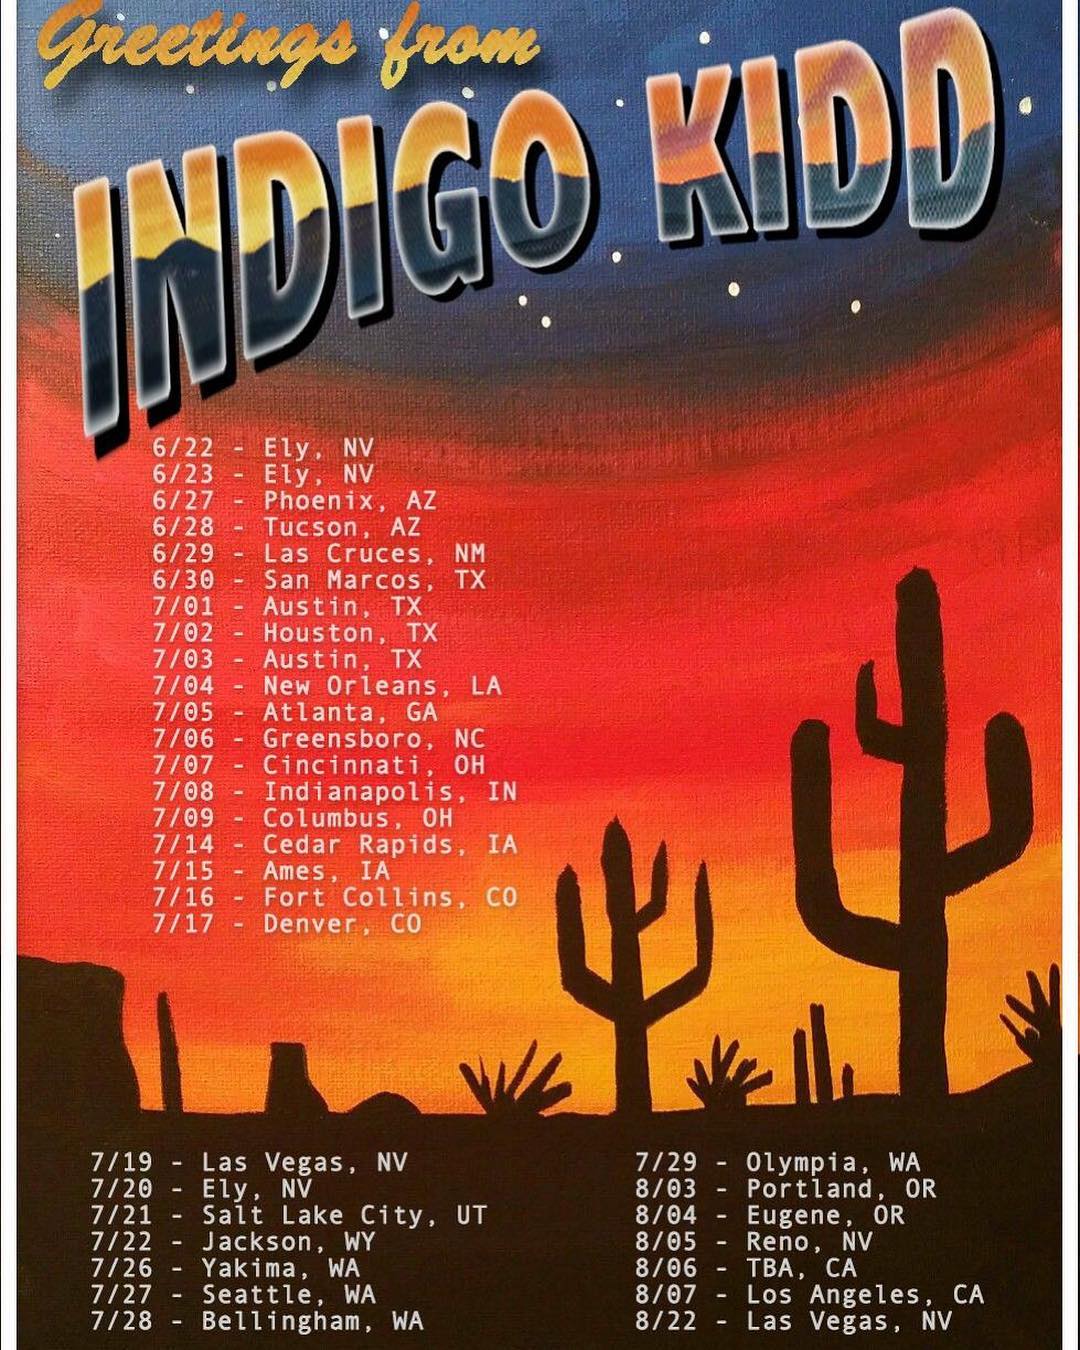 Greetings from
INDIGO KIDD
6/22 - Ely, NV
6/23 - Ely, NV
6/27 - Phoenix, AZ
6/28 - Tucson, AZ
6/29 - Las Cruces, NM
6/30 - San Marcos, TX
7/01 - Austin, TX
7/02 - Houston, TX
7/03 - Austin, TX
7/04 - New Orleans, LA
7/05 - Atlanta, GA
7/06 - Greensboro, NC
7/07 - Cincinnati, OH
7/08 - Indianapolis, IN
7/09 - Columbus, OH
7/14 - Cedar Rapids, IA
7/15 - Ames, IA
7/16 - Fort Collins, CO
7/17 - Denver, CO
7/19 - Las Vegas, NV
7/20 - Ely, NV
7/21 - Salt Lake City, UT
7/22 - Jackson, WY
7/26 - Yakima, WA
7/27 - Seattle, WA
7/28 - Bellingham, WA
7/29 - Olympia, WA
8/03 - Portland, OR
8/04 - Eugene, OR
8/05 - Reno, NV
8/06 - TBA, CA
8/07 - Los Angeles, CA
8/22 - Las Vegas, NV